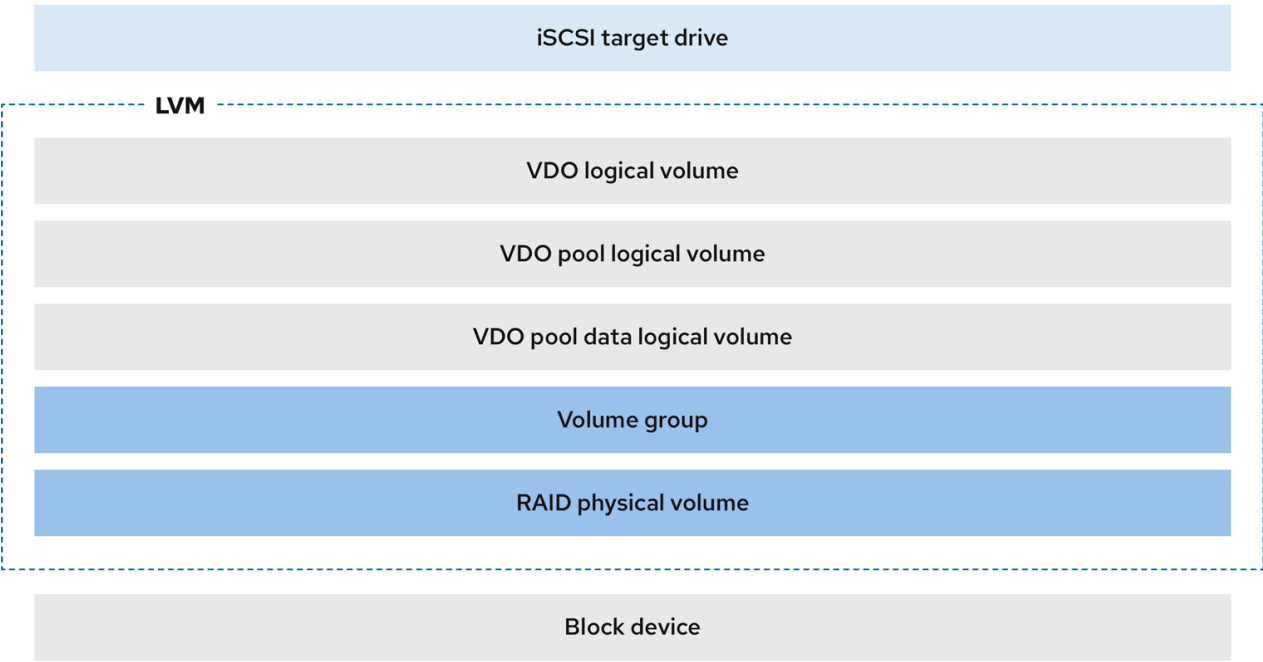 iSCSI target drive
LVM
VDO logical volume
VDO pool logical volume
VDO pool data logical volume
Volume group
RAID physical volume
Block device